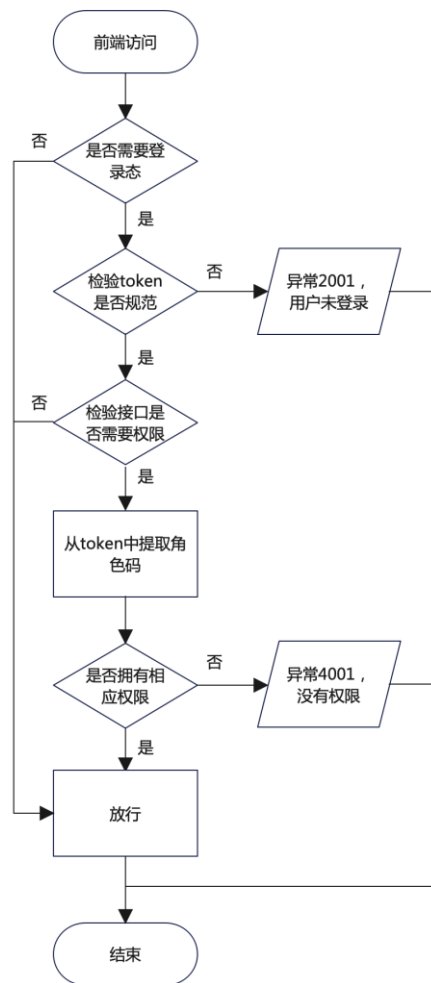 前端访问
否
是否需要登
录态
是
检验token
是否规范
否
异常2001，
用户未登录
是
否
检验接口是
否需要权限
是
从token中提取角
色码
是否拥有相
应权限
否
异常4001，
没有权限
是
放行
结束